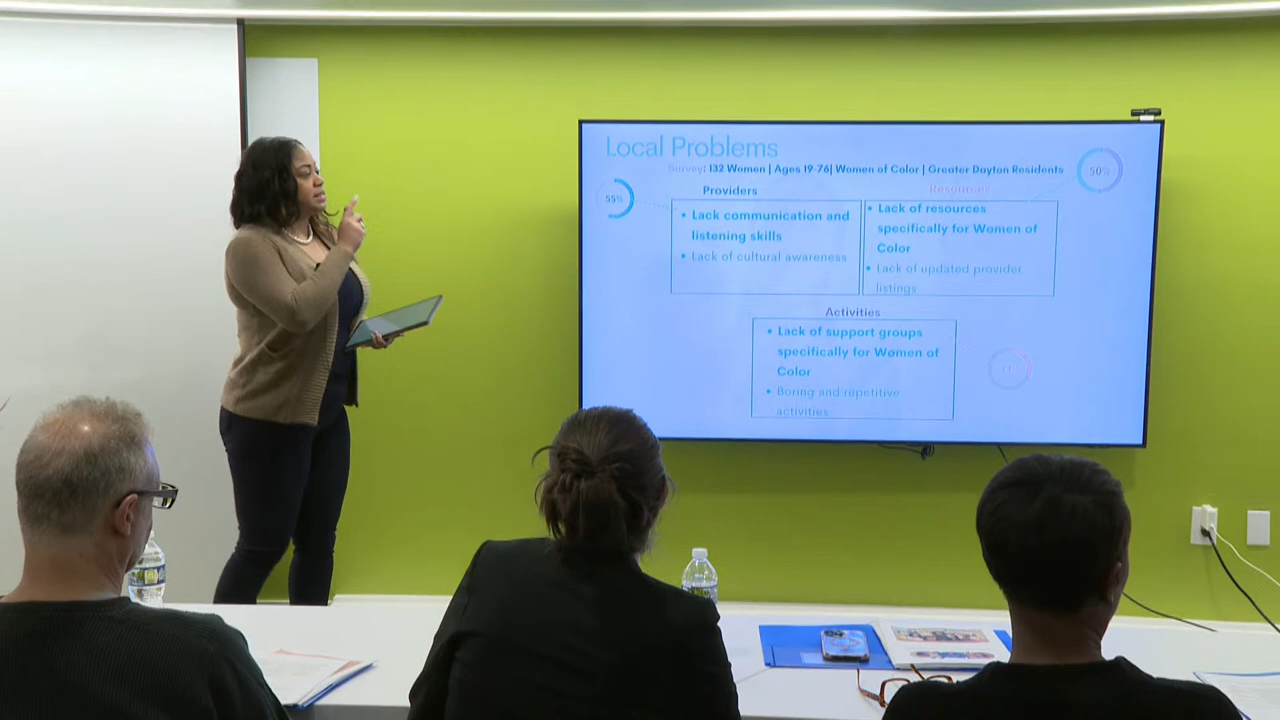 Local Problems
Survey: 132 Women | Ages 19-76| Women of Color | Greater Dayton Residents
50%
55%
Providers
• Lack communication and
listening skills
• Lack of cultural awareness
Resources
• Lack of resources
specifically for Women of
Color
• Lack of updated provider
listings
Activities
• Lack of support groups
specifically for Women of
Color
• Boring and repetitive
activities